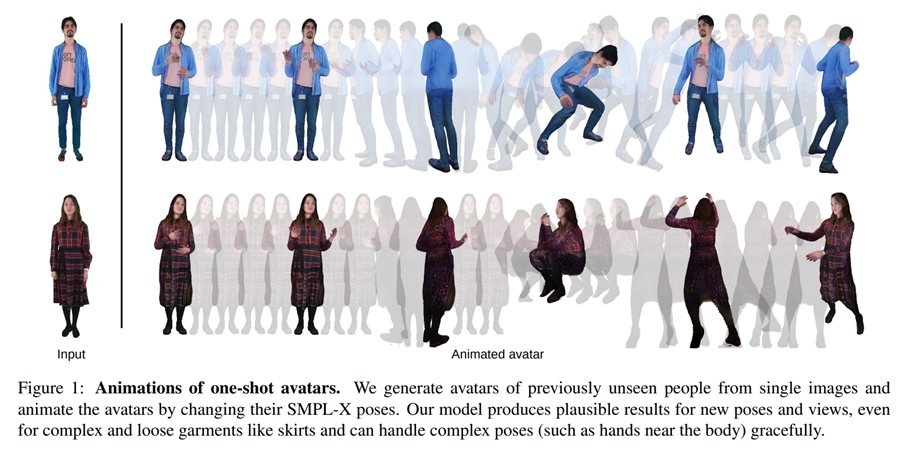 Input
Animated avatar
Figure 1: Animations of one-shot avatars. We generate avatars of previously unseen people from single images and
animate the avatars by changing their SMPL-X poses. Our model produces plausible results for new poses and views, even
for complex and loose garments like skirts and can handle complex poses (such as hands near the body) gracefully.